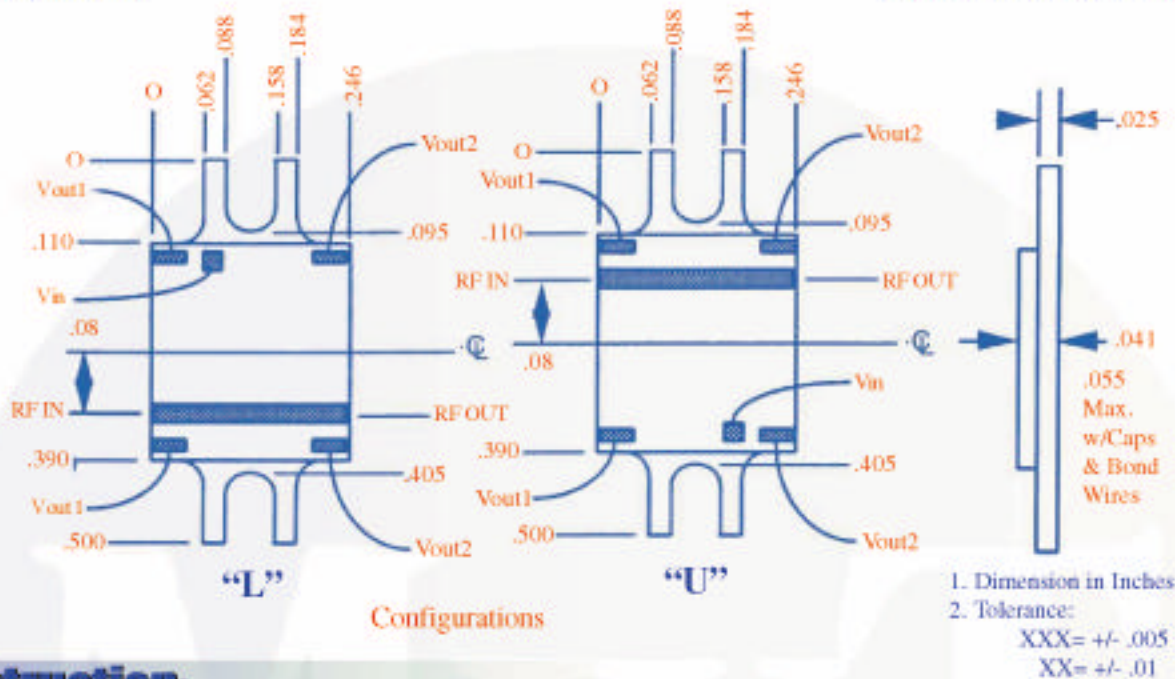 O
.062
.088
.158
.184
.246
O
Vout1
Vout2
.110
.095
Vin
.08
C̲L
RF IN
RF OUT
.390
.405
Vout1
.500
Vout2
“L”
O
.062
.088
.158
.184
.246
O
Vout1
Vout2
.110
.095
RF IN
RF OUT
.08
CL
Vin
.390
.405
Vout1
.500
Vout2
“U”
Configurations
.025
.041
.055
Max.
w/Caps
& Bond
Wires
1. Dimension in Inches
2. Tolerance:
XXX= +/- .005
XX= +/- .01